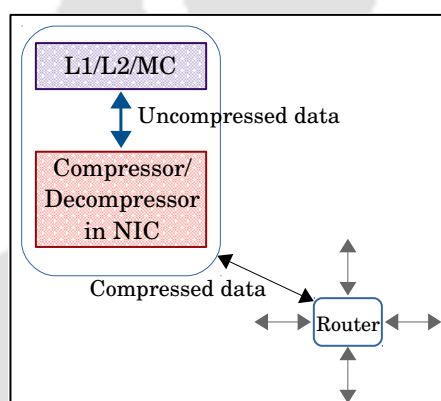 L1/L2/MC
Uncompressed data
Compressor/
Decompressor
in NIC
Compressed data
Router